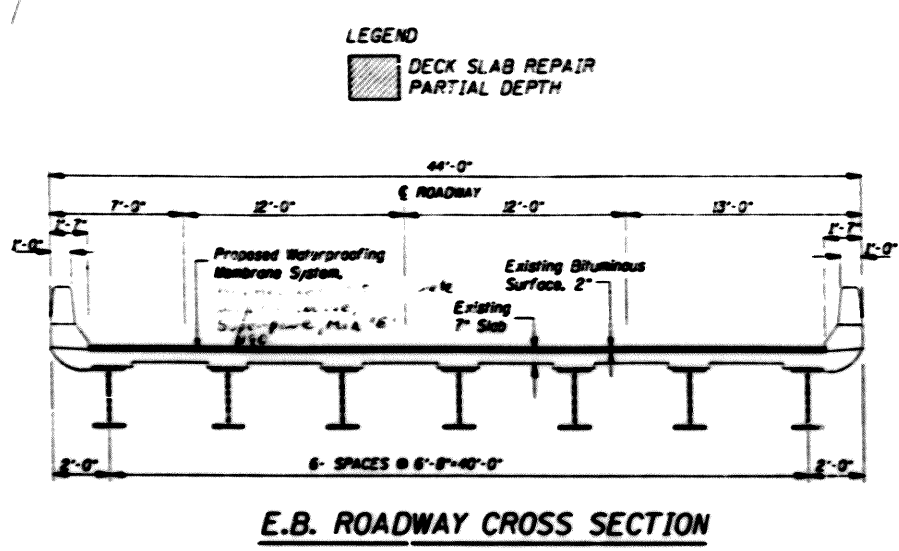 LEGEND
DECK SLAB REPAIR
PARTIAL DEPTH
44'-0"
℄ ROADWAY
7'-0" 12'-0" 12'-0" 13'-0"
1'-7" 1'-7"
1'-0" 1'-0"
Proposed Waterproofing
Membrane System.
Existing Bituminous
Surface. 2"
Existing
7" Slab
2'-0" 6- SPACES @ 6'-8"=40'-0" 2'-0"
E.B. ROADWAY CROSS SECTION